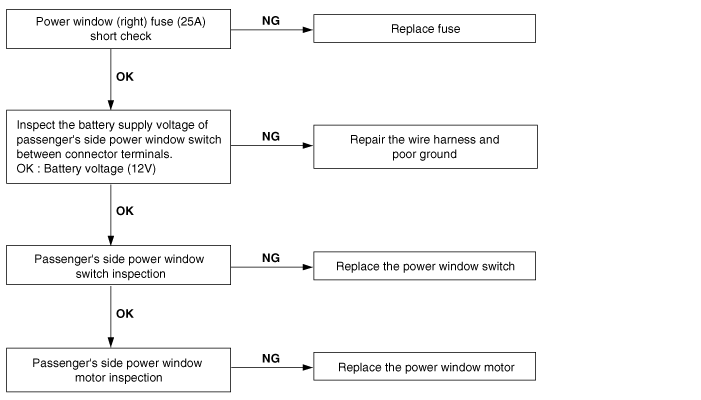 Power window (right) fuse (25A)
short check
NG
Replace fuse
OK
Inspect the battery supply voltage of
passenger's side power window switch
between connector terminals.
OK : Battery voltage (12V)
NG
Repair the wire harness and
poor ground
OK
Passenger's side power window
switch inspection
NG
Replace the power window switch
OK
Passenger's side power window
motor inspection
NG
Replace the power window motor